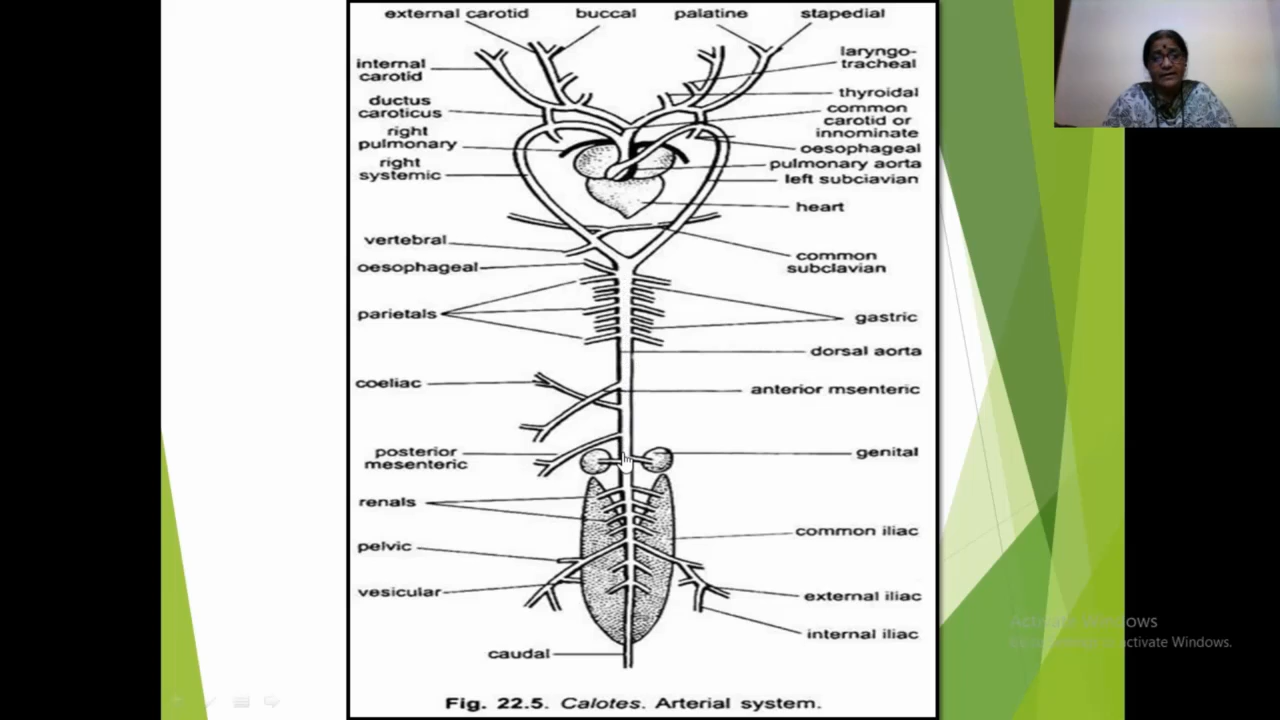 external carotid
buccal
palatine
stapedial
internal
carotid
ductus
caroticus
right
pulmonary
right
systemic
vertebral
oesophageal
parietals
coeliac
posterior
mesenteric
renals
pelvic
vesicular
caudal
laryngo-
tracheal
thyroidal
common
carotid or
innominate
oesophageal
pulmonary aorta
left subciavian
heart
common
subclavian
gastric
dorsal aorta
anterior msenteric
genital
common iliac
external iliac
internal iliac
Fig. 22.5. Calotes. Arterial system.
Activate Windows
activate Windows.